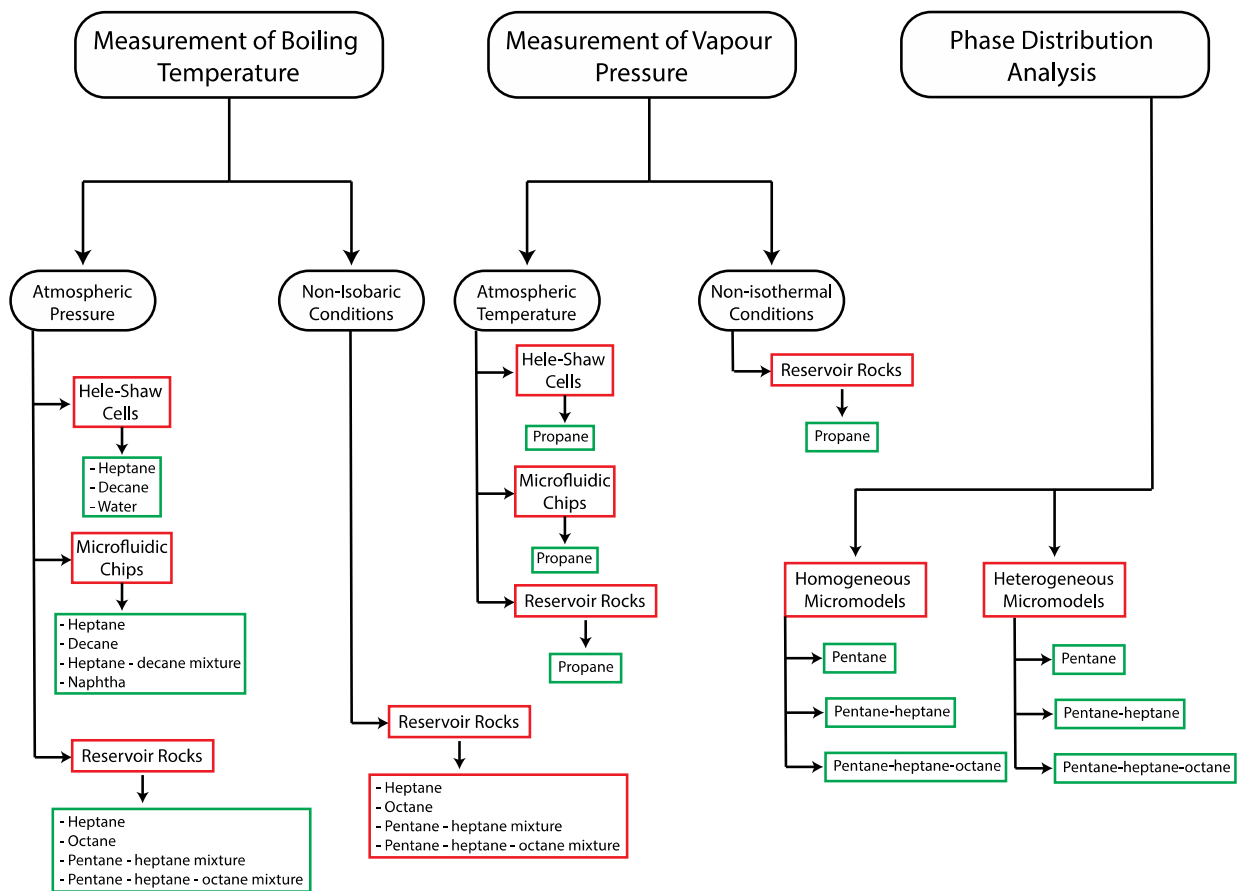 Measurement of Boiling
Temperature
Measurement of Vapour
Pressure
Phase Distribution
Analysis
Atmospheric
Pressure
Non-Isobaric
Conditions
Atmospheric
Temperature
Non-isothermal
Conditions
Hele-Shaw
Cells
- Heptane
- Decane
- Water
Microfluidic
Chips
- Heptane
- Decane
- Heptane - decane mixture
- Naphtha
Reservoir Rocks
- Heptane
- Octane
- Pentane - heptane mixture
- Pentane - heptane - octane mixture
Reservoir Rocks
- Heptane
- Octane
- Pentane - heptane mixture
- Pentane - heptane - octane mixture
Hele-Shaw
Cells
Propane
Microfluidic
Chips
Propane
Reservoir Rocks
Propane
Reservoir Rocks
Propane
Homogeneous
Micromodels
Pentane
Pentane-heptane
Pentane-heptane-octane
Heterogeneous
Micromodels
Pentane
Pentane-heptane
Pentane-heptane-octane